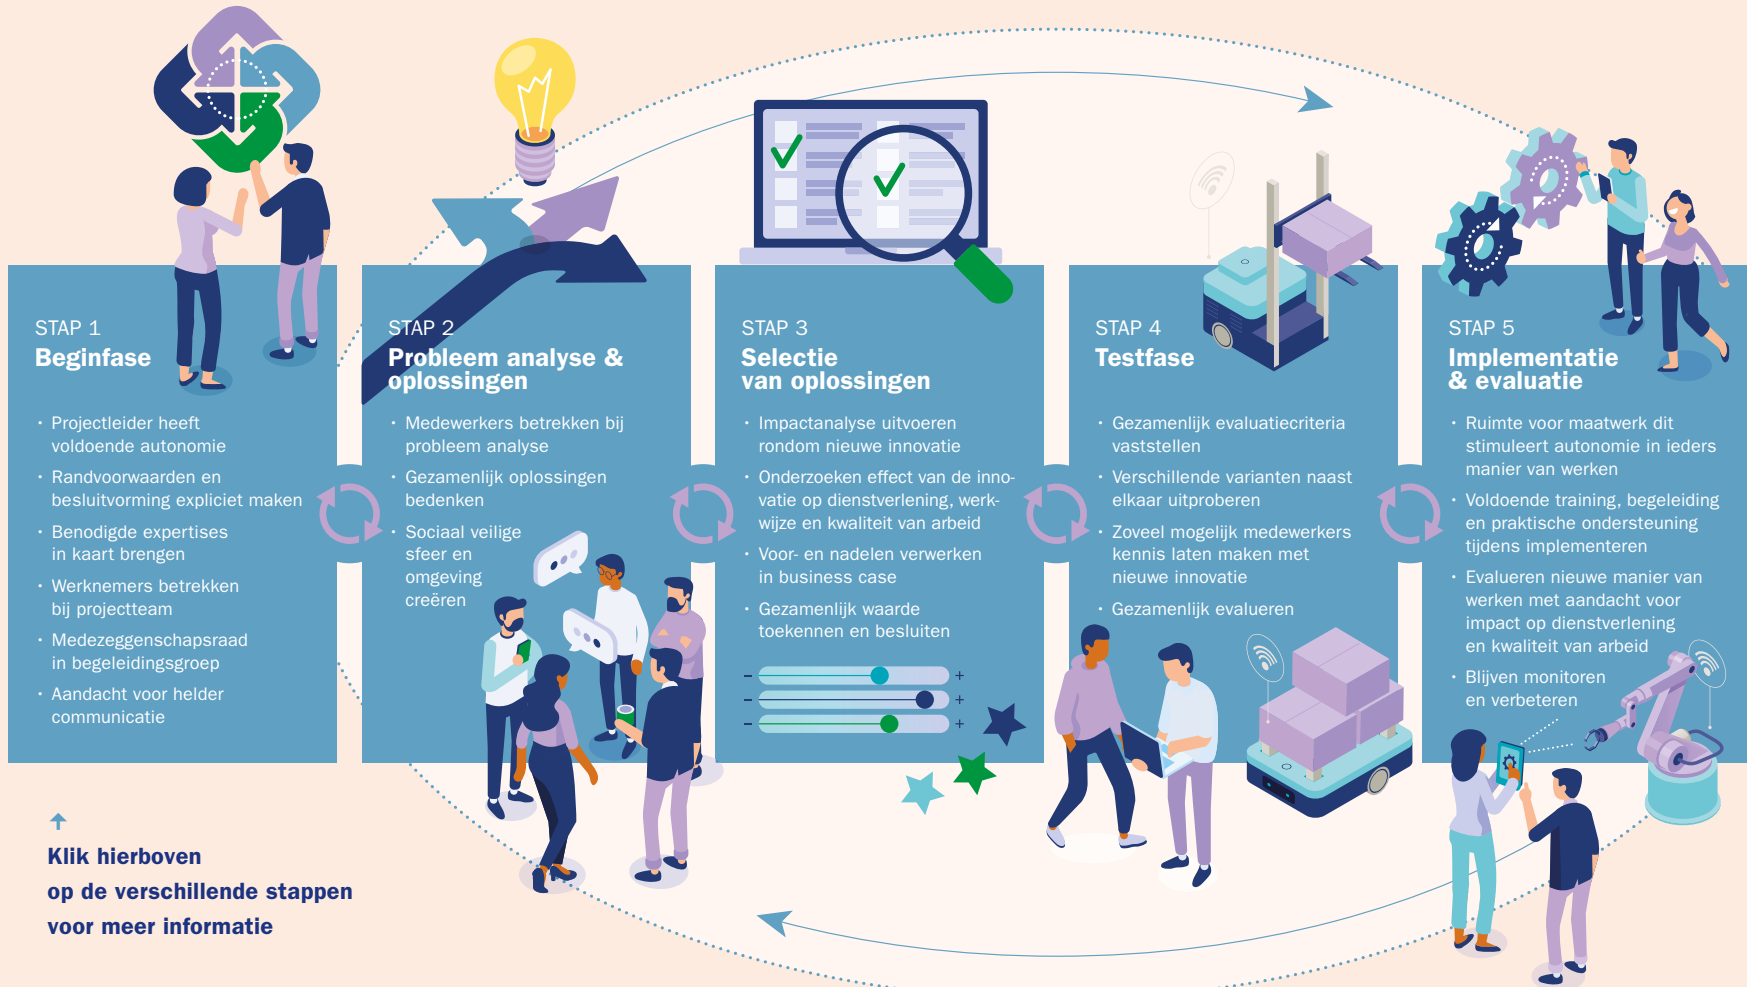 STAP 1
Beginfase
· Projectleider heeft
voldoende autonomie
· Randvoorwaarden en
besluitvorming expliciet maken
· Benodigde expertises
in kaart brengen
· Werknemers betrekken
bij projectteam
· Medezeggenschapsraad
in begeleidingsgroep
· Aandacht voor helder
communicatie
STAP 2
Probleem analyse &
oplossingen
· Medewerkers betrekken bij
probleem analyse
· Gezamenlijk oplossingen
bedenken
· Sociaal veilige
sfeer en
omgeving
creëren
STAP 3
Selectie
van oplossingen
· Impactanalyse uitvoeren
rondom nieuwe innovatie
· Onderzoeken effect van de inno-
vatie op dienstverlening, werk-
wijze en kwaliteit van arbeid
· Voor- en nadelen verwerken
in business case
· Gezamenlijk waarde
toekennen en besluiten
– +
– +
– +
STAP 4
Testfase
· Gezamenlijk evaluatiecriteria
vaststellen
· Verschillende varianten naast
elkaar uitproberen
· Zoveel mogelijk medewerkers
kennis laten maken met
nieuwe innovatie
· Gezamenlijk evalueren
STAP 5
Implementatie
& evaluatie
· Ruimte voor maatwerk dit
stimuleert autonomie in ieders
manier van werken
· Voldoende training, begeleiding
en praktische ondersteuning
tijdens implementeren
· Evalueren nieuwe manier van
werken met aandacht voor
impact op dienstverlening
en kwaliteit van arbeid
· Blijven monitoren
en verbeteren
Klik hierboven
op de verschillende stappen
voor meer informatie